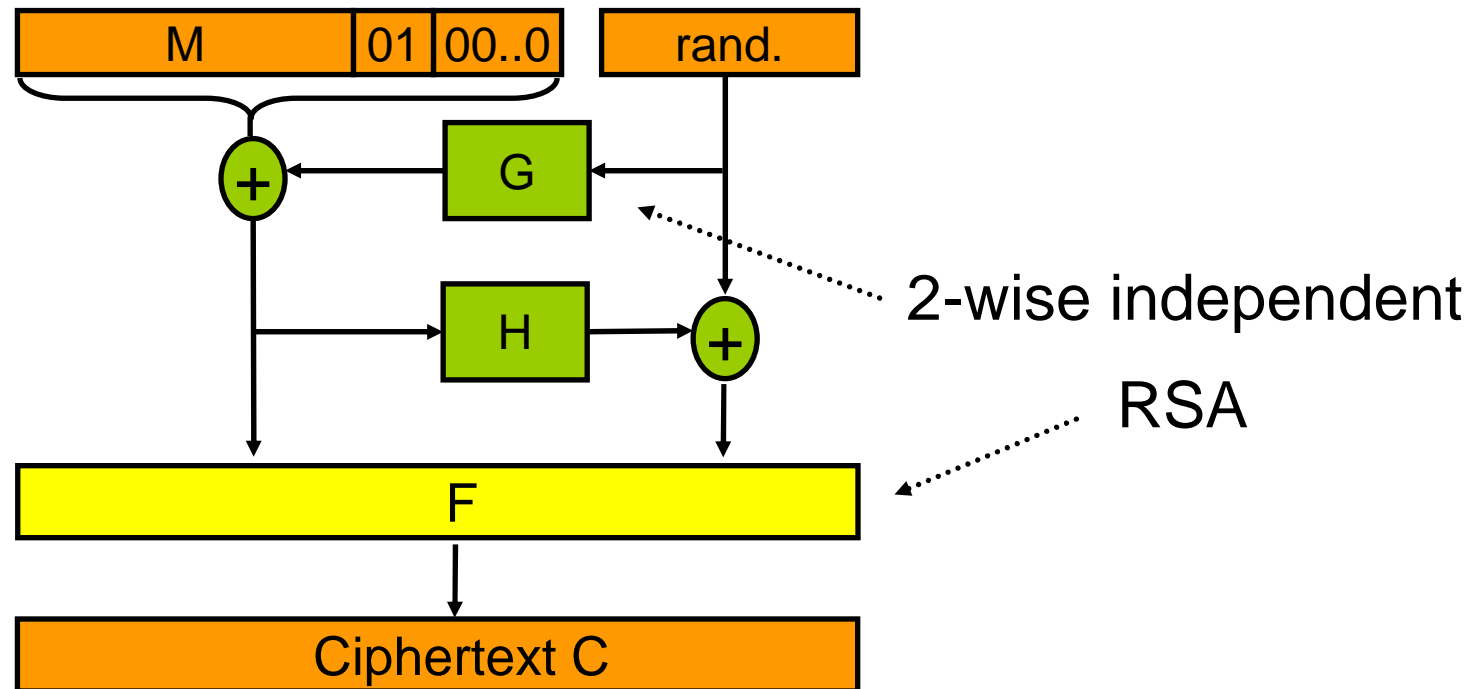 M 01 00..0 rand.
+ G
2-wise independent
H +
RSA
F
Ciphertext C